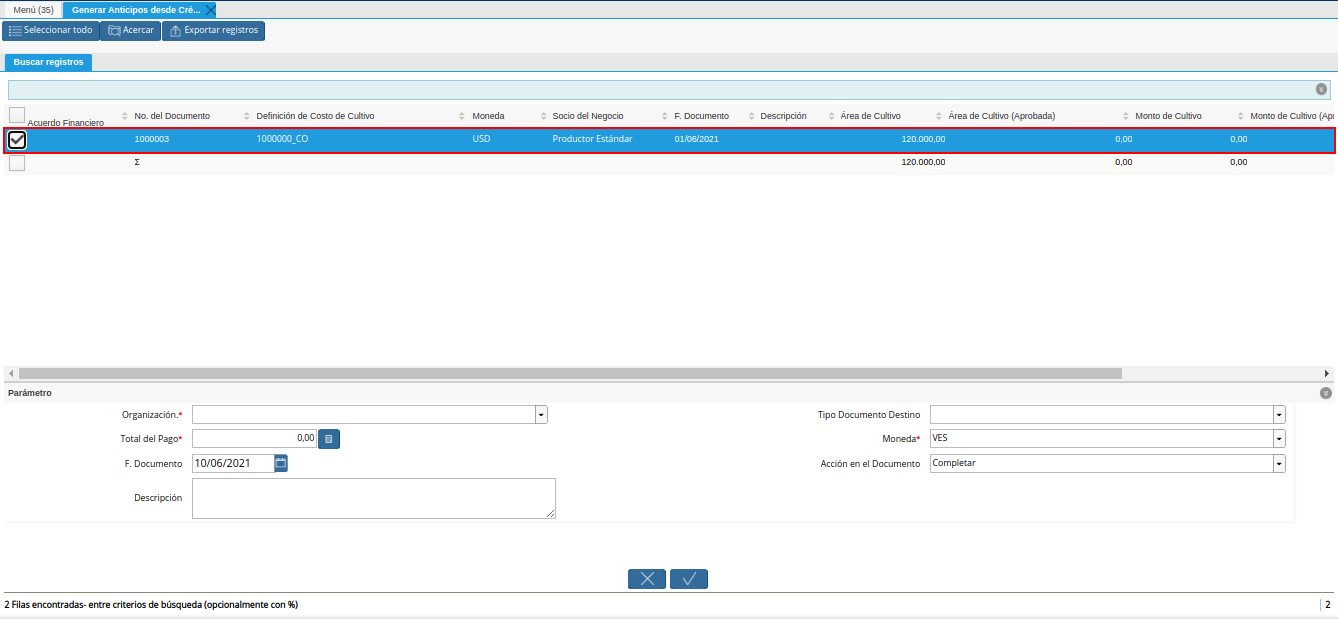 Menú (35) Generar Anticipos desde Cré...
Seleccionar todo Acercar Exportar registros
Buscar registros
Acuerdo Financiero No. del Documento Definición de Costo de Cultivo Moneda Socio del Negocio F. Documento Descripción Área de Cultivo Área de Cultivo (Aprobada) Monto de Cultivo Monto de Cultivo (Apr
1000003 1000000_CO USD Productor Estándar 01/06/2021 120.000,00 0,00 0,00
Σ 120.000,00 0,00 0,00
Parámetro
Organización.* Tipo Documento Destino
Total del Pago* 0,00 Moneda* VES
F. Documento 10/06/2021 Acción en el Documento Completar
Descripción
2 Filas encontradas- entre criterios de búsqueda (opcionalmente con %) 2